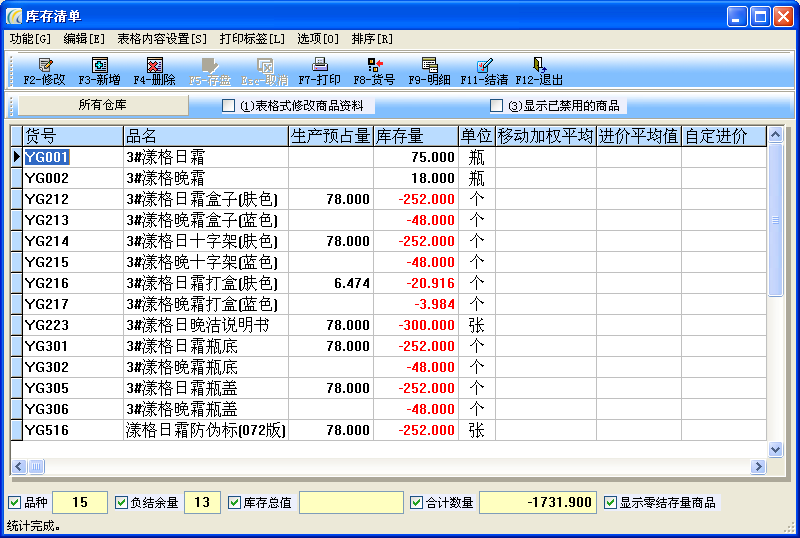 库存清单
功能[G] 编辑[E] 表格内容设置[S] 打印标签[L] 选项[O] 排序[R]
F2-修改 F3-新增 F4-删除 F5-存盘 Esc-取消 F7-打印 F8-货号 F9-明细 F11-结清 F12-退出
所有仓库 (1)表格式修改商品资料 (3)显示已禁用的商品
货号 品名 生产预占量 库存量 单位 移动加权平均 进价平均值 自定进价
YG001 3#漾格日霜 75.000 瓶
YG002 3#漾格晚霜 18.000 瓶
YG212 3#漾格日霜盒子(肤色) 78.000 -252.000 个
YG213 3#漾格晚霜盒子(蓝色) -48.000 个
YG214 3#漾格日十字架(肤色) 78.000 -252.000 个
YG215 3#漾格晚十字架(蓝色) -48.000 个
YG216 3#漾格日霜打盒(肤色) 6.474 -20.916 个
YG217 3#漾格晚霜打盒(蓝色) -3.984 个
YG223 3#漾格日晚洁说明书 78.000 -300.000 张
YG301 3#漾格日霜瓶底 78.000 -252.000 个
YG302 3#漾格晚霜瓶底 -48.000 个
YG305 3#漾格日霜瓶盖 78.000 -252.000 个
YG306 3#漾格晚霜瓶盖 -48.000 个
YG516 漾格日霜防伪标(072版) 78.000 -252.000 张
品种 15 负结余量 13 库存总值 合计数量 -1731.900 显示零结存量商品
统计完成。